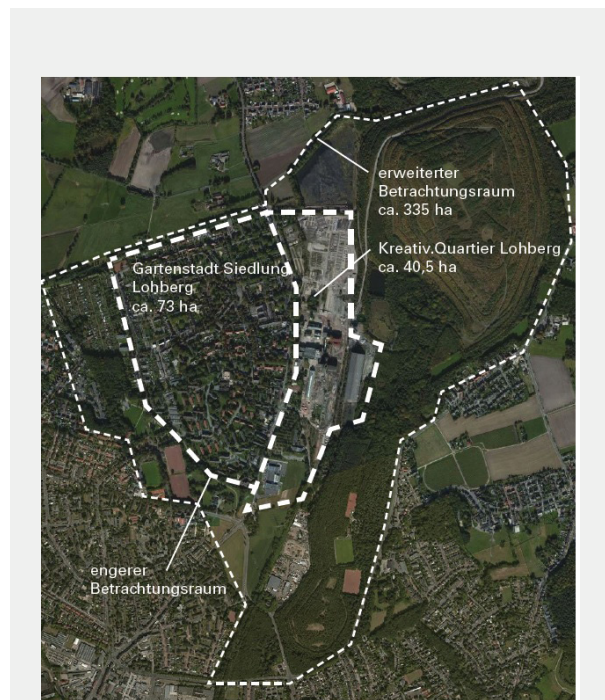 erweiterter
Betrachtungsraum
ca. 335 ha
Kreativ.Quartier Lohberg
ca. 40,5 ha
Gartenstadt Siedlung
Lohberg
ca. 73 ha
engerer
Betrachtungsraum